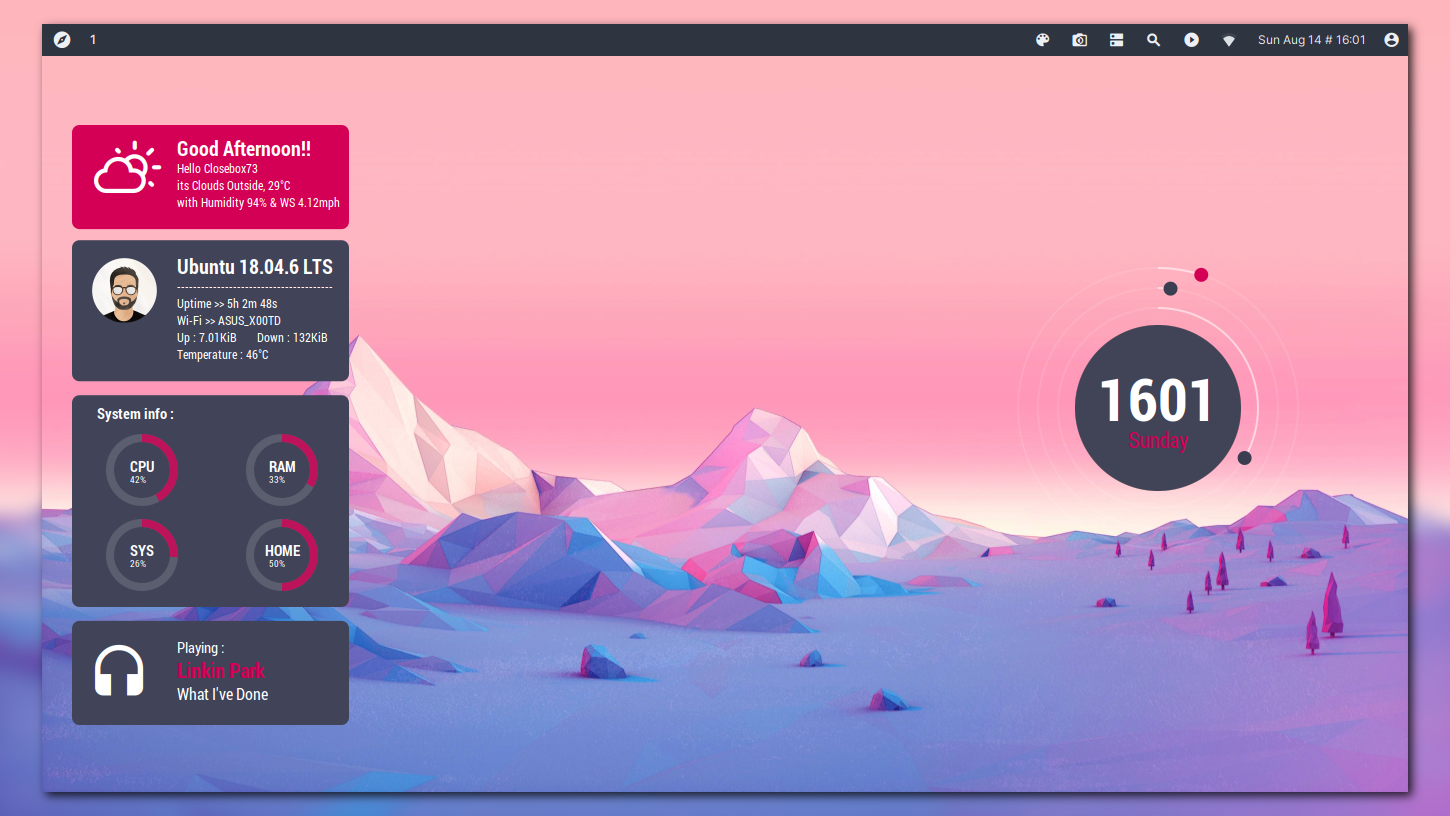 1
Sun Aug 14 # 16:01
Good Afternoon!!
Hello Closebox73
its Clouds Outside, 29°C
with Humidity 94% & WS 4.12mph
Ubuntu 18.04.6 LTS
---------------------------------------
Uptime >> 5h 2m 48s
Wi-Fi >> ASUS_X00TD
Up : 7.01KiB Down : 132KiB
Temperature : 46°C
System info :
CPU
42%
RAM
33%
SYS
26%
HOME
50%
Playing :
Linkin Park
What I've Done
1601
Sunday